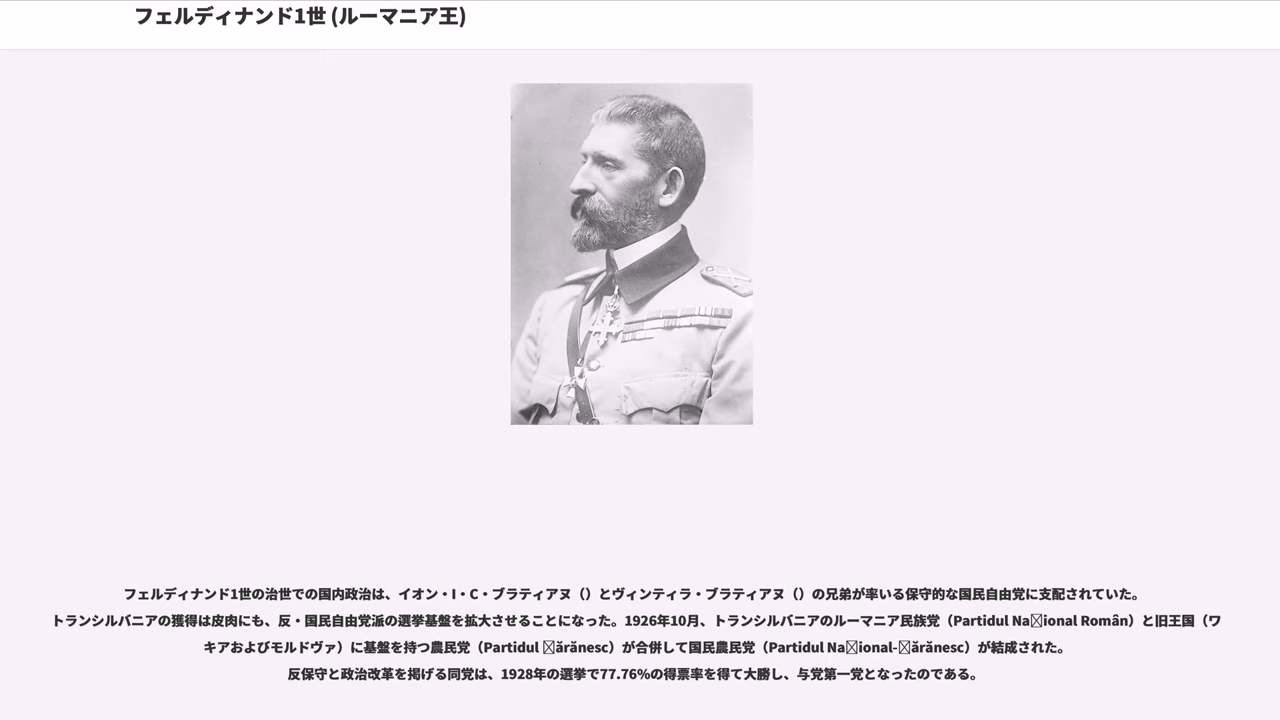 フェルディナンド1世 (ルーマニア王)
フェルディナンド1世の治世での国内政治は、イオン・I・C・ブラティアヌ（）とヴィンティラ・ブラティアヌ（）の兄弟が率いる保守的な国民自由党に支配されていた。
トランシルバニアの獲得は皮肉にも、反・国民自由党派の選挙基盤を拡大させることになった。1926年10月、トランシルバニアのルーマニア民族党（Partidul Na□ional Român）と旧王国（ワ
キアおよびモルドヴァ）に基盤を持つ農民党（Partidul □ărănesc）が合併して国民農民党（Partidul Na□ional-□ărănesc）が結成された。
反保守と政治改革を掲げる同党は、1928年の選挙で77.76%の得票率を得て大勝し、与党第一党となったのである。